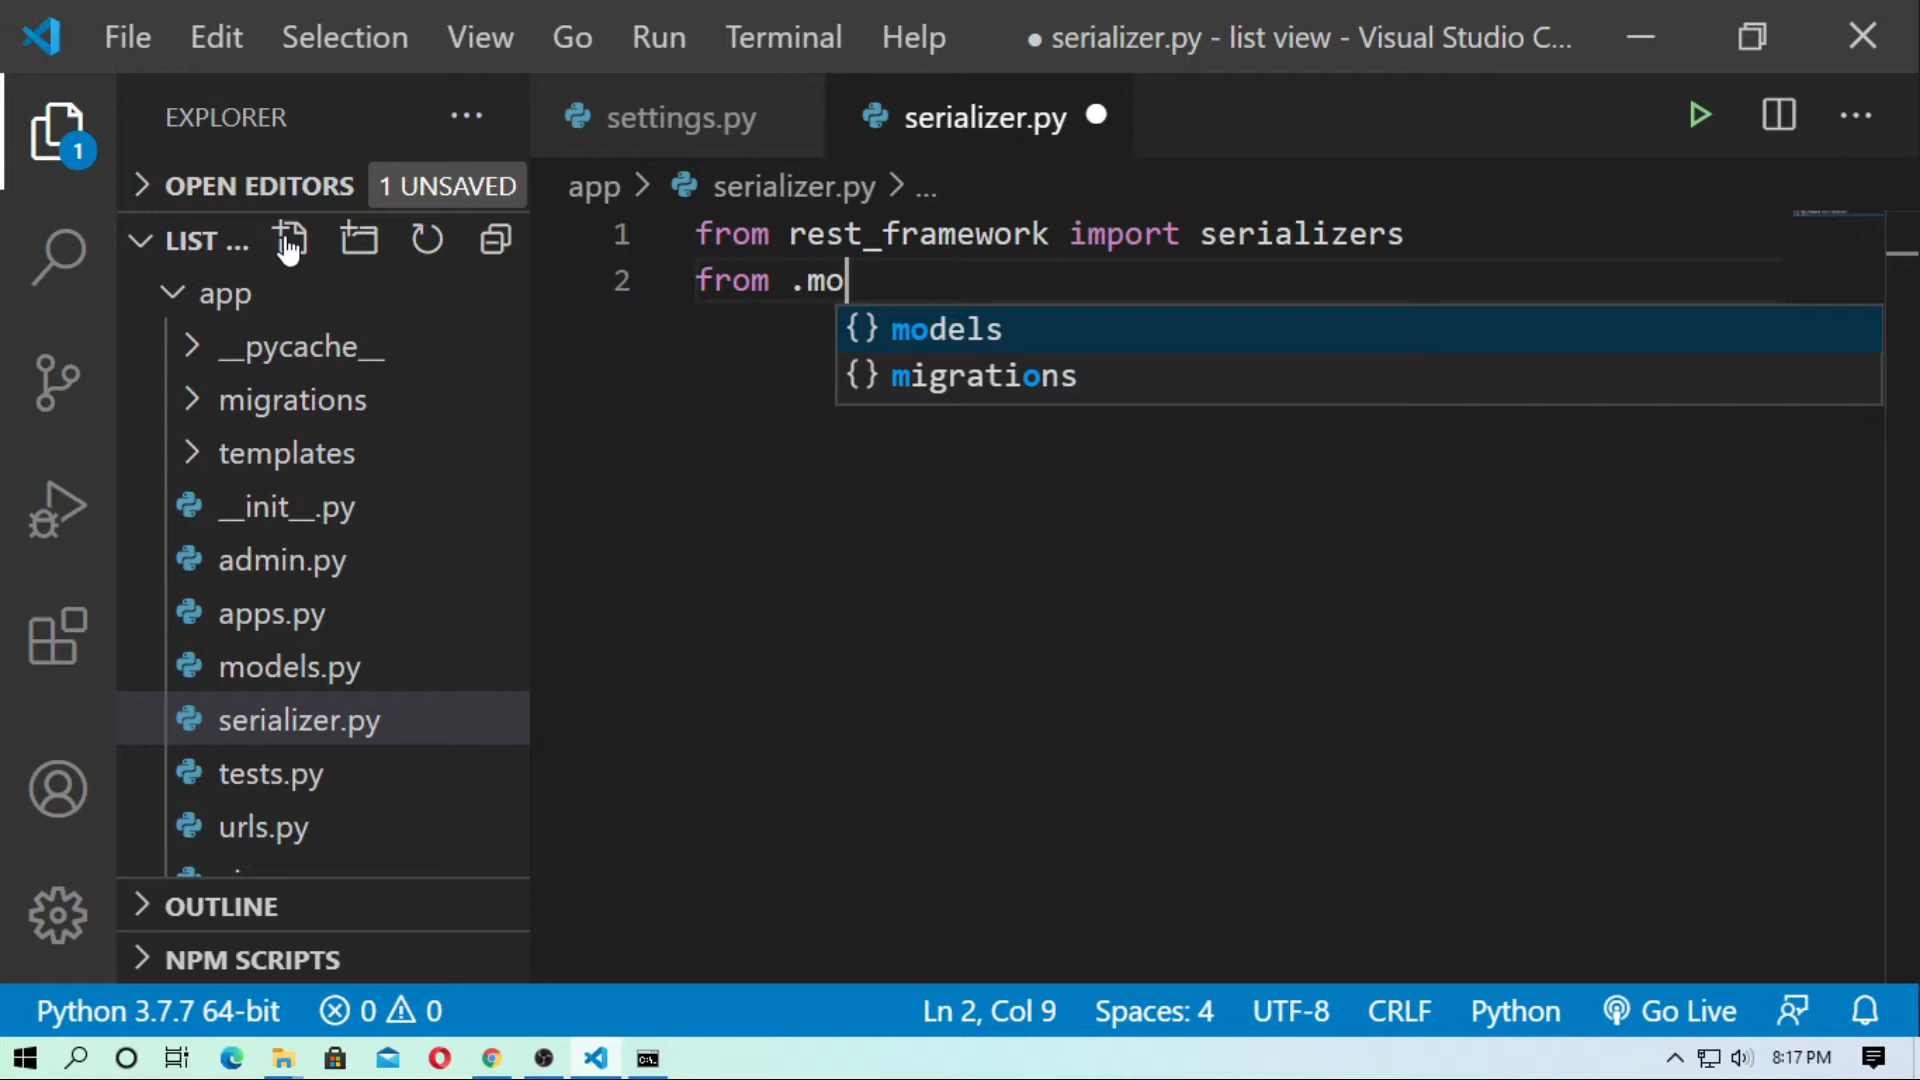 File Edit Selection View Go Run Terminal Help ● serializer.py - list view - Visual Studio C...
EXPLORER ...
settings.py
serializer.py
1
OPEN EDITORS 1 UNSAVED
app > serializer.py > ...
LIST ...
1 from rest_framework import serializers
2 from .mo
{} models
{} migrations
app
__pycache__
migrations
templates
__init__.py
admin.py
apps.py
models.py
serializer.py
tests.py
urls.py
OUTLINE
NPM SCRIPTS
Python 3.7.7 64-bit 0 0 Ln 2, Col 9 Spaces: 4 UTF-8 CRLF Python Go Live
8:17 PM